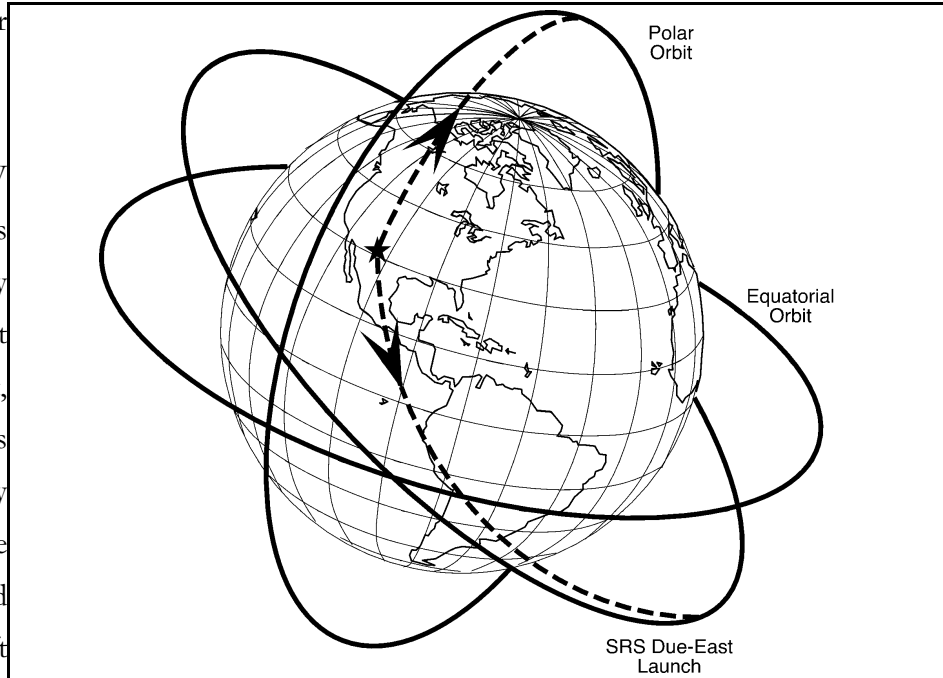 Polar
Orbit
Equatorial
Orbit
SRS Due-East
Launch